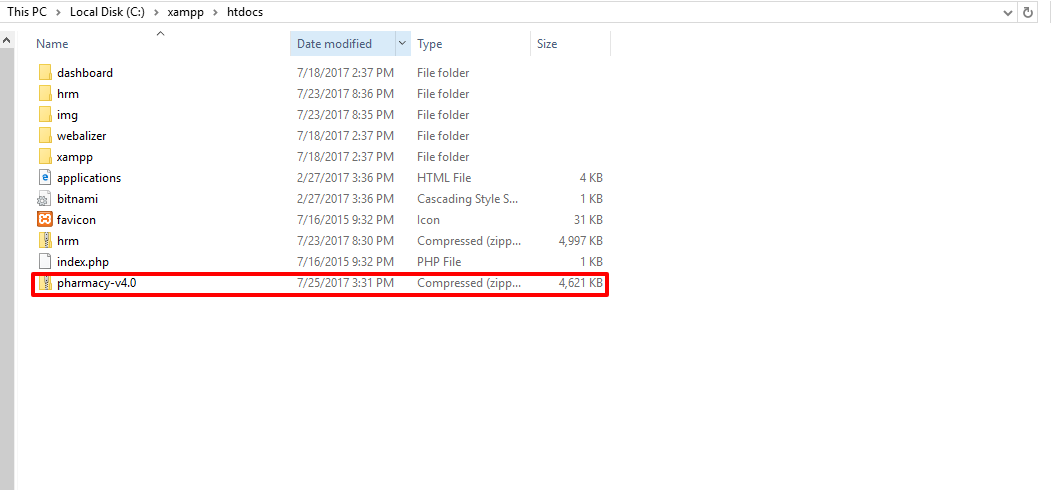 This PC > Local Disk (C:) > xampp > htdocs
Name Date modified Type Size
dashboard 7/18/2017 2:37 PM File folder
hrm 7/23/2017 8:36 PM File folder
img 7/23/2017 8:35 PM File folder
webalizer 7/18/2017 2:37 PM File folder
xampp 7/18/2017 2:37 PM File folder
applications 2/27/2017 3:36 PM HTML File 4 KB
bitnami 2/27/2017 3:36 PM Cascading Style S... 1 KB
favicon 7/16/2015 9:32 PM Icon 31 KB
hrm 7/23/2017 8:30 PM Compressed (zipp... 4,997 KB
index.php 7/16/2015 9:32 PM PHP File 1 KB
pharmacy-v4.0 7/25/2017 3:31 PM Compressed (zipp... 4,621 KB